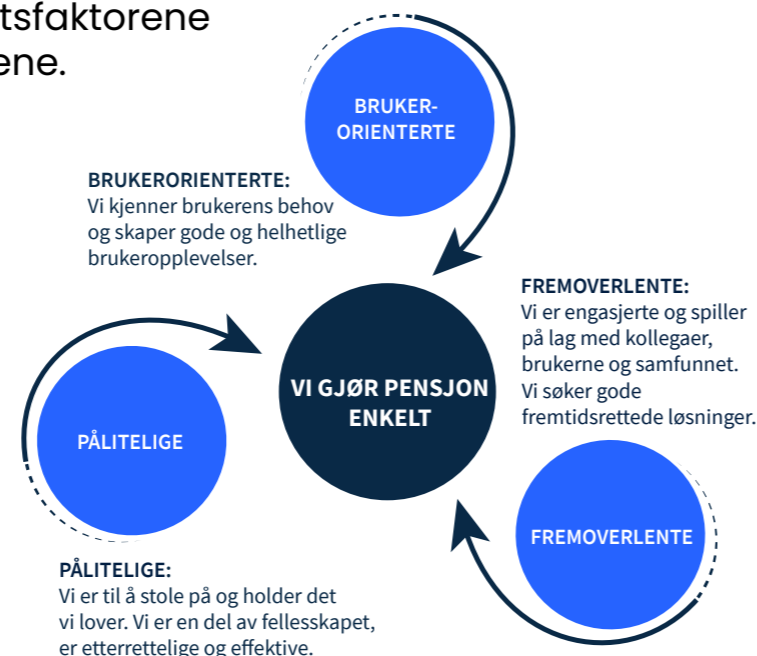 tsfaktorene
ene.
BRUKER-
ORIENTERTE
BRUKERORIENTERTE:
Vi kjenner brukerens behov
og skaper gode og helhetlige
brukeropplevelser.
FREMOVERLENTE:
Vi er engasjerte og spiller
på lag med kollegaer,
brukerne og samfunnet.
Vi søker gode
fremtidsrettede løsninger.
VI GJØR PENSJON
ENKELT
PÅLITELIGE
FREMOVERLENTE
PÅLITELIGE:
Vi er til å stole på og holder det
vi lover. Vi er en del av fellesskapet,
er etterrettelige og effektive.